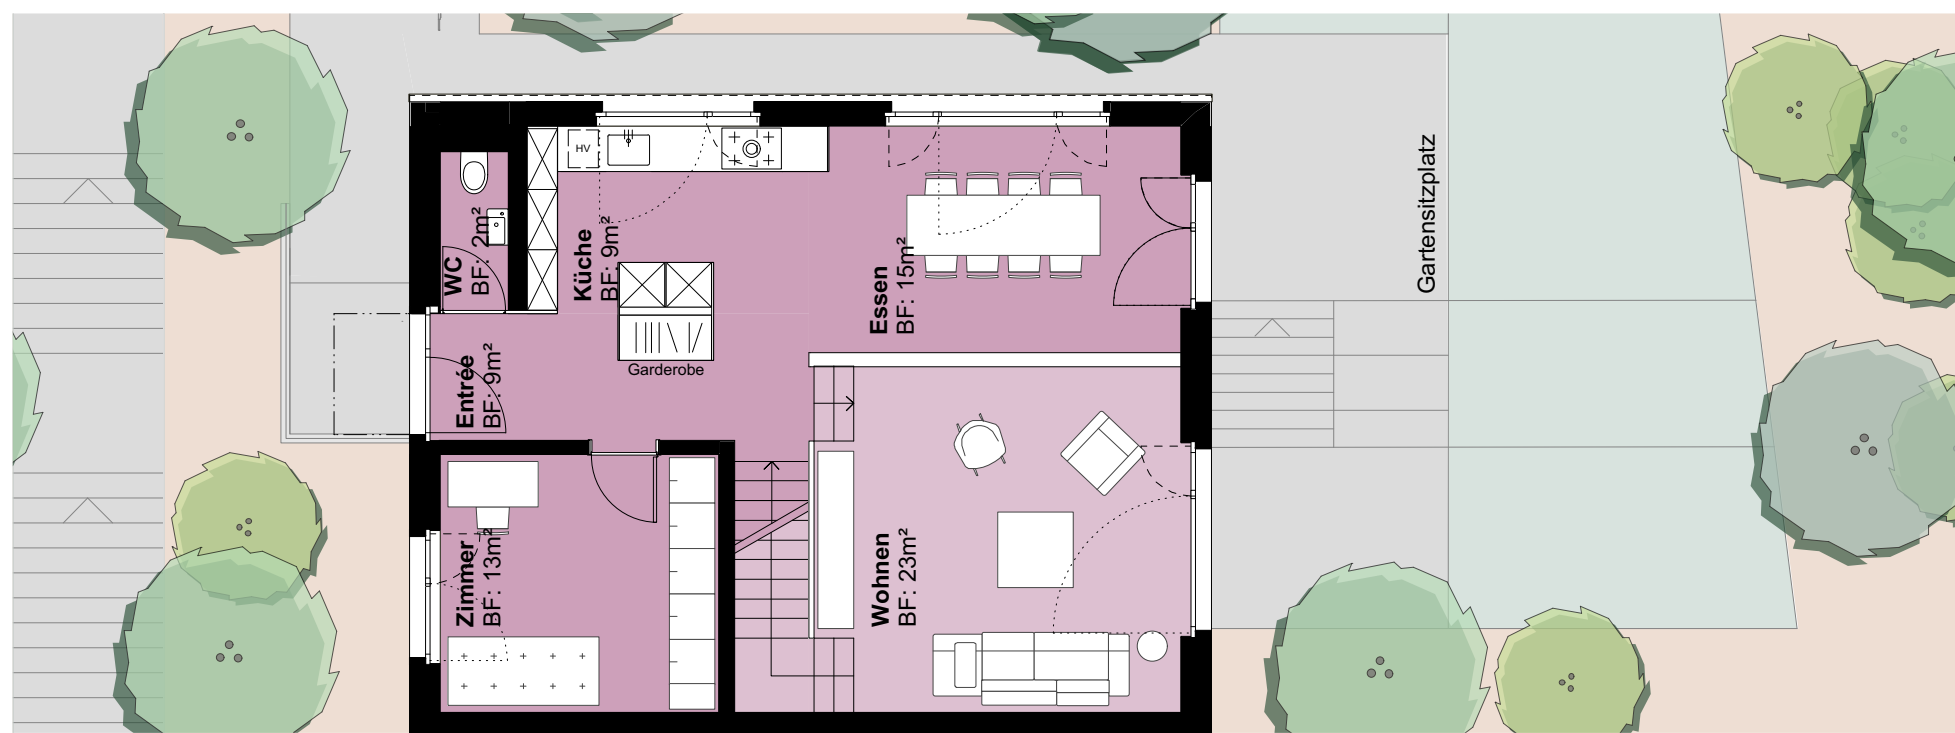 HV
WC
BF: 2m²
Küche
BF: 9m²
Essen
BF: 15m²
Gartensitzplatz
Entrée
BF: 9m²
Garderobe
Zimmer
BF: 13m²
Wohnen
BF: 23m²